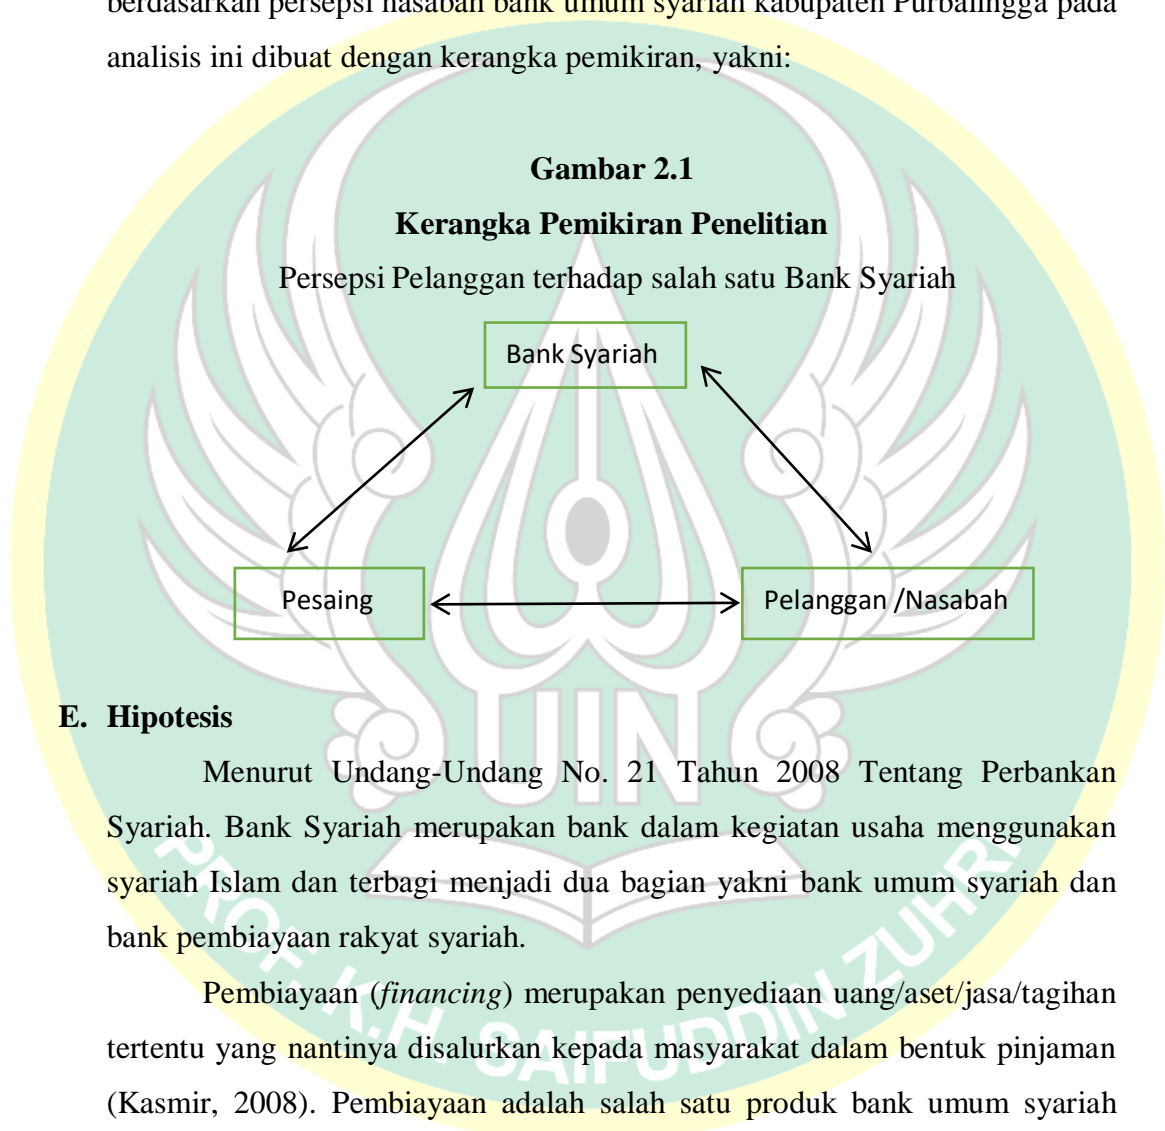 berdasarkan persepsi nasabah bank umum syariah kabupaten Purbalingga pada
analisis ini dibuat dengan kerangka pemikiran, yakni:
Gambar 2.1
Kerangka Pemikiran Penelitian
Persepsi Pelanggan terhadap salah satu Bank Syariah
Bank Syariah
Pesaing
Pelanggan /Nasabah
E. Hipotesis
Menurut Undang-Undang No. 21 Tahun 2008 Tentang Perbankan
Syariah. Bank Syariah merupakan bank dalam kegiatan usaha menggunakan
syariah Islam dan terbagi menjadi dua bagian yakni bank umum syariah dan
bank pembiayaan rakyat syariah.
Pembiayaan (financing) merupakan penyediaan uang/aset/jasa/tagihan
tertentu yang nantinya disalurkan kepada masyarakat dalam bentuk pinjaman
(Kasmir, 2008). Pembiayaan adalah salah satu produk bank umum syariah
UIN
PROF. K.H. SAIFUDDIN ZUHRI